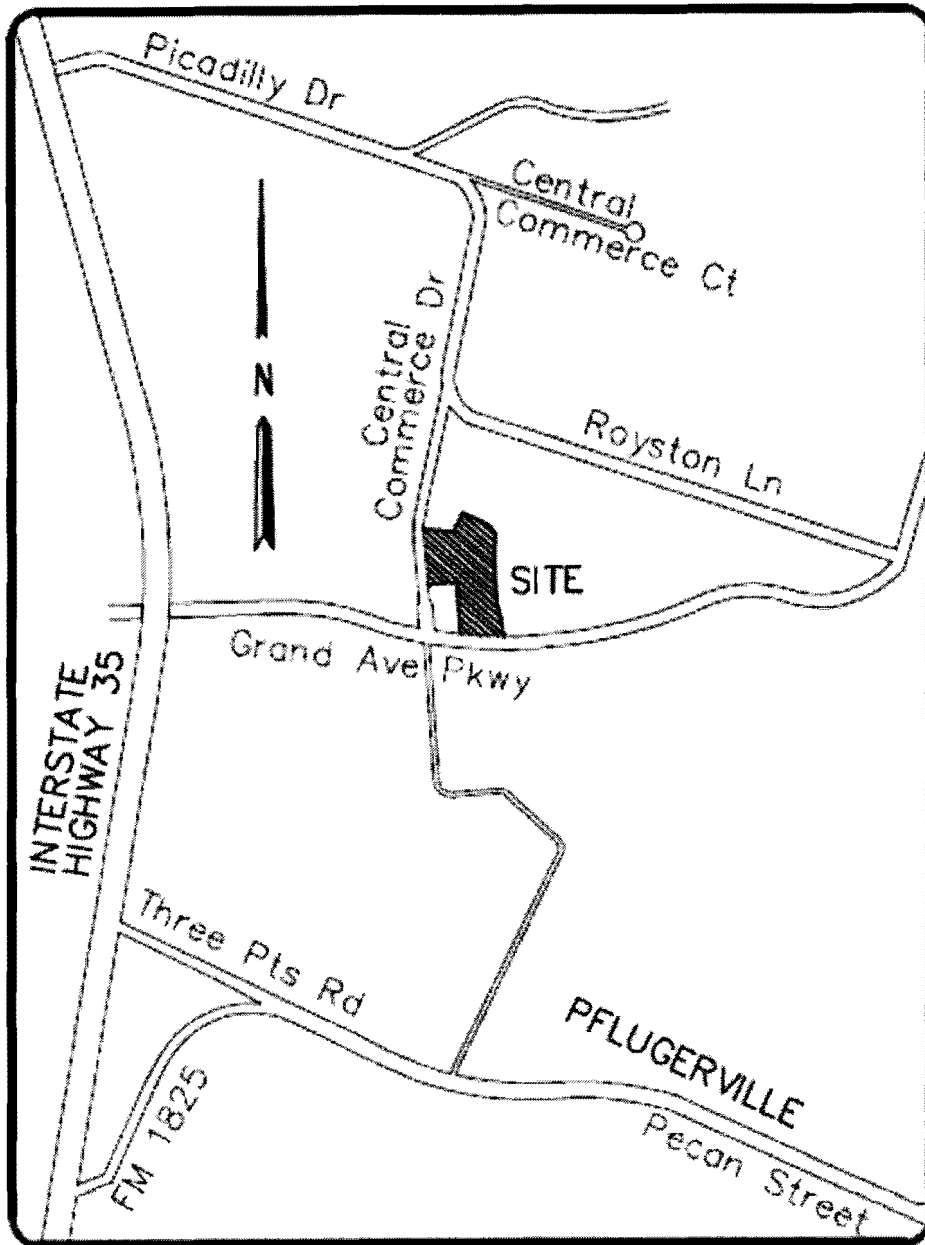 Picadilly Dr
Central
Commerce Ct
Central
Commerce Dr
N
Royston Ln
SITE
Grand Ave Pkwy
INTERSTATE
HIGHWAY 35
Three Pts Rd
PFLUGERVILLE
FM 1825
Pecan Street